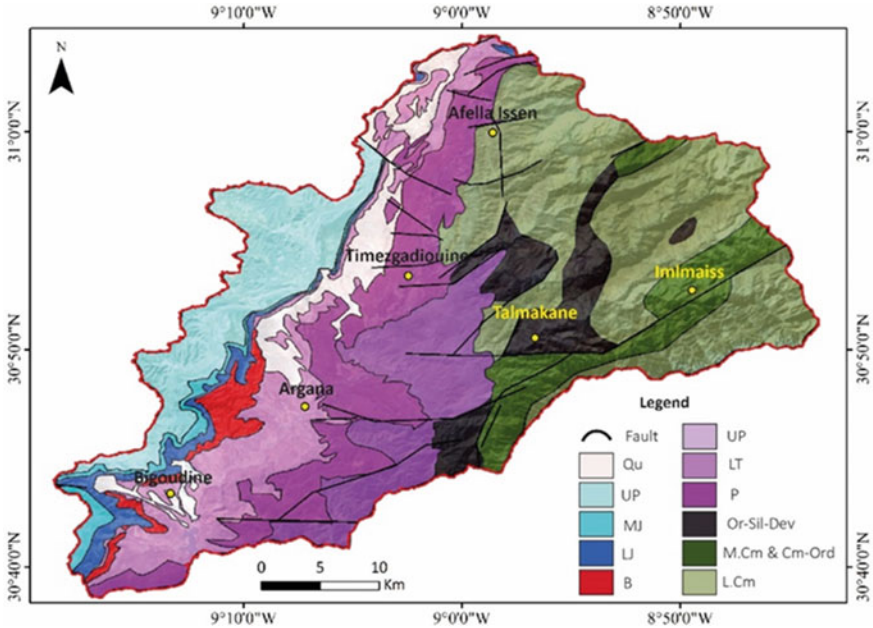 9°10'0"W 9°0'0"W 8°50'0"W
N
31°0'0"N 31°0'0"N
Afella Issen
Timezgadiouine
Imlmaiss
Talmakane
30°50'0"N 30°50'0"N
Argana
Bigoudine
30°40'0"N 30°40'0"N
Legend
Fault
Qu
UP
MJ
LJ
B
UP
LT
P
Or-Sil-Dev
M.Cm & Cm-Ord
L.Cm
0 5 10
Km
9°10'0"W 9°0'0"W 8°50'0"W